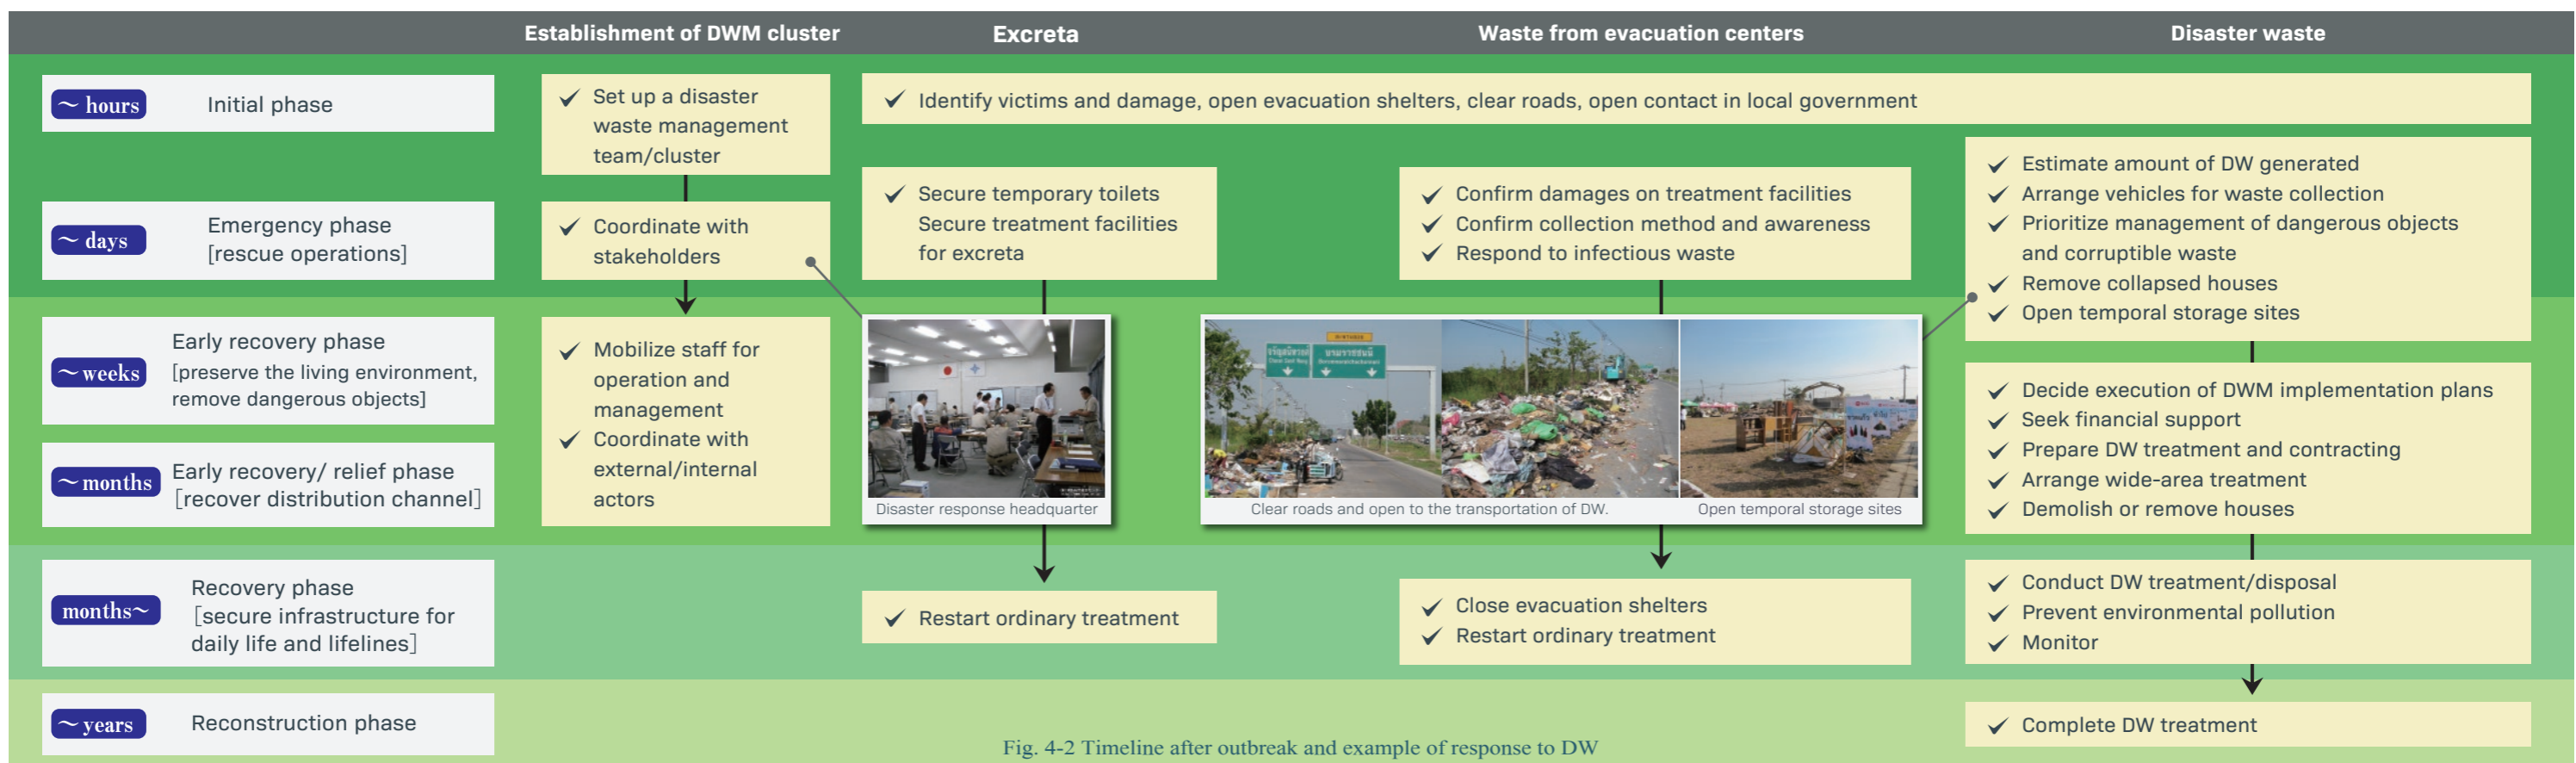 Establishment of DWM cluster
Excreta
Waste from evacuation centers
Disaster waste
~ hours
Initial phase
✓ Set up a disaster
waste management
team/cluster
✓ Identify victims and damage, open evacuation shelters, clear roads, open contact in local government
~ days
Emergency phase
[rescue operations]
✓ Coordinate with
stakeholders
✓ Secure temporary toilets
Secure treatment facilities
for excreta
✓ Confirm damages on treatment facilities
✓ Confirm collection method and awareness
✓ Respond to infectious waste
✓ Estimate amount of DW generated
✓ Arrange vehicles for waste collection
✓ Prioritize management of dangerous objects
and corruptible waste
✓ Remove collapsed houses
✓ Open temporal storage sites
~ weeks
Early recovery phase
[preserve the living environment,
remove dangerous objects]
~ months
Early recovery/ relief phase
[recover distribution channel]
✓ Mobilize staff for
operation and
management
✓ Coordinate with
external/internal
actors
Disaster response headquarter
Clear roads and open to the transportation of DW.
Open temporal storage sites
✓ Decide execution of DWM implementation plans
✓ Seek financial support
✓ Prepare DW treatment and contracting
✓ Arrange wide-area treatment
✓ Demolish or remove houses
months~
Recovery phase
[secure infrastructure for
daily life and lifelines]
✓ Restart ordinary treatment
✓ Close evacuation shelters
✓ Restart ordinary treatment
✓ Conduct DW treatment/disposal
✓ Prevent environmental pollution
✓ Monitor
~ years
Reconstruction phase
✓ Complete DW treatment
Fig. 4-2 Timeline after outbreak and example of response to DW